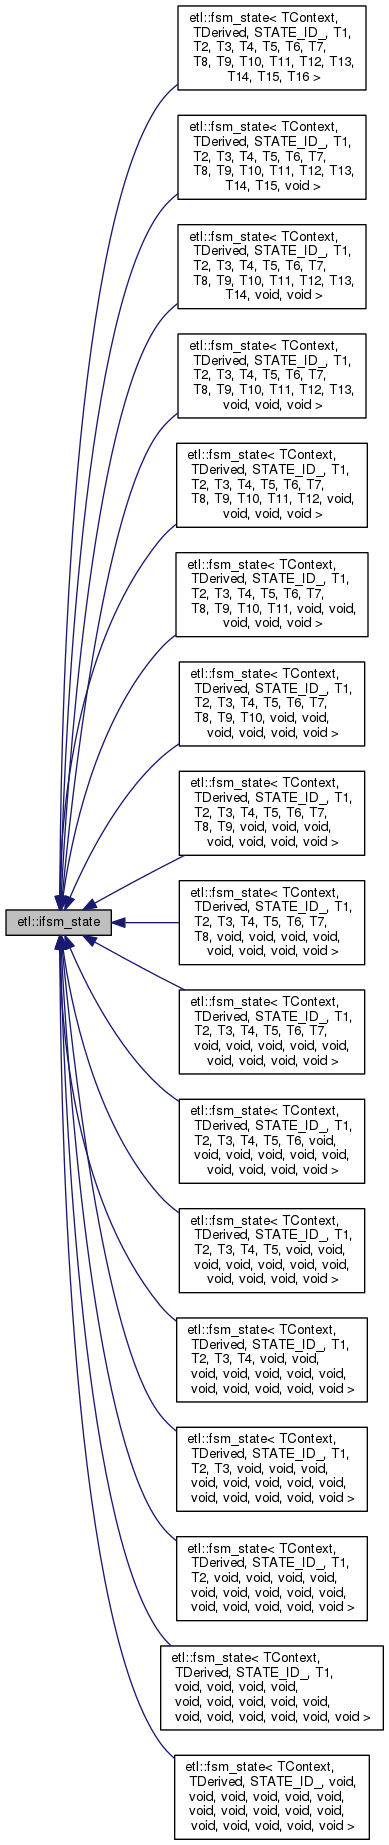 etl::fsm_state< TContext,
TDerived, STATE_ID_, T1,
T2, T3, T4, T5, T6, T7,
T8, T9, T10, T11, T12, T13,
T14, T15, T16 >
etl::fsm_state< TContext,
TDerived, STATE_ID_, T1,
T2, T3, T4, T5, T6, T7,
T8, T9, T10, T11, T12, T13,
T14, T15, void >
etl::fsm_state< TContext,
TDerived, STATE_ID_, T1,
T2, T3, T4, T5, T6, T7,
T8, T9, T10, T11, T12, T13,
T14, void, void >
etl::fsm_state< TContext,
TDerived, STATE_ID_, T1,
T2, T3, T4, T5, T6, T7,
T8, T9, T10, T11, T12, T13,
void, void, void >
etl::fsm_state< TContext,
TDerived, STATE_ID_, T1,
T2, T3, T4, T5, T6, T7,
T8, T9, T10, T11, T12, void,
void, void, void >
etl::fsm_state< TContext,
TDerived, STATE_ID_, T1,
T2, T3, T4, T5, T6, T7,
T8, T9, T10, T11, void, void,
void, void, void >
etl::fsm_state< TContext,
TDerived, STATE_ID_, T1,
T2, T3, T4, T5, T6, T7,
T8, T9, T10, void, void,
void, void, void, void >
etl::fsm_state< TContext,
TDerived, STATE_ID_, T1,
T2, T3, T4, T5, T6, T7,
T8, T9, void, void, void,
void, void, void, void >
etl::ifsm_state
etl::fsm_state< TContext,
TDerived, STATE_ID_, T1,
T2, T3, T4, T5, T6, T7,
T8, void, void, void, void,
void, void, void, void >
etl::fsm_state< TContext,
TDerived, STATE_ID_, T1,
T2, T3, T4, T5, T6, T7,
void, void, void, void, void,
void, void, void, void >
etl::fsm_state< TContext,
TDerived, STATE_ID_, T1,
T2, T3, T4, T5, T6, void,
void, void, void, void, void,
void, void, void, void >
etl::fsm_state< TContext,
TDerived, STATE_ID_, T1,
T2, T3, T4, T5, void, void,
void, void, void, void, void,
void, void, void, void >
etl::fsm_state< TContext,
TDerived, STATE_ID_, T1,
T2, T3, T4, void, void,
void, void, void, void, void,
void, void, void, void, void >
etl::fsm_state< TContext,
TDerived, STATE_ID_, T1,
T2, T3, void, void, void,
void, void, void, void, void,
void, void, void, void, void >
etl::fsm_state< TContext,
TDerived, STATE_ID_, T1,
T2, void, void, void, void,
void, void, void, void, void,
void, void, void, void, void >
etl::fsm_state< TContext,
TDerived, STATE_ID_, T1,
void, void, void, void,
void, void, void, void, void,
void, void, void, void, void, void >
etl::fsm_state< TContext,
TDerived, STATE_ID_, void,
void, void, void, void, void,
void, void, void, void, void,
void, void, void, void, void >